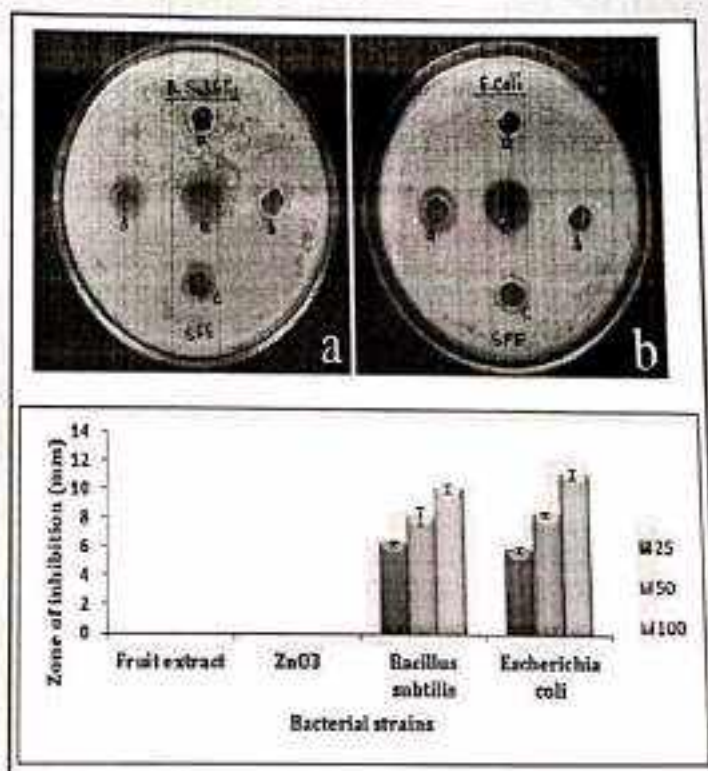 E.Coli
SFE
a
b
Zone of inhibition (mm)
14
12
10
8
6
4
2
0
25
50
100
Fruit extract
ZnO3
Bacillus subtilis
Escherichia coli
Bacterial strains